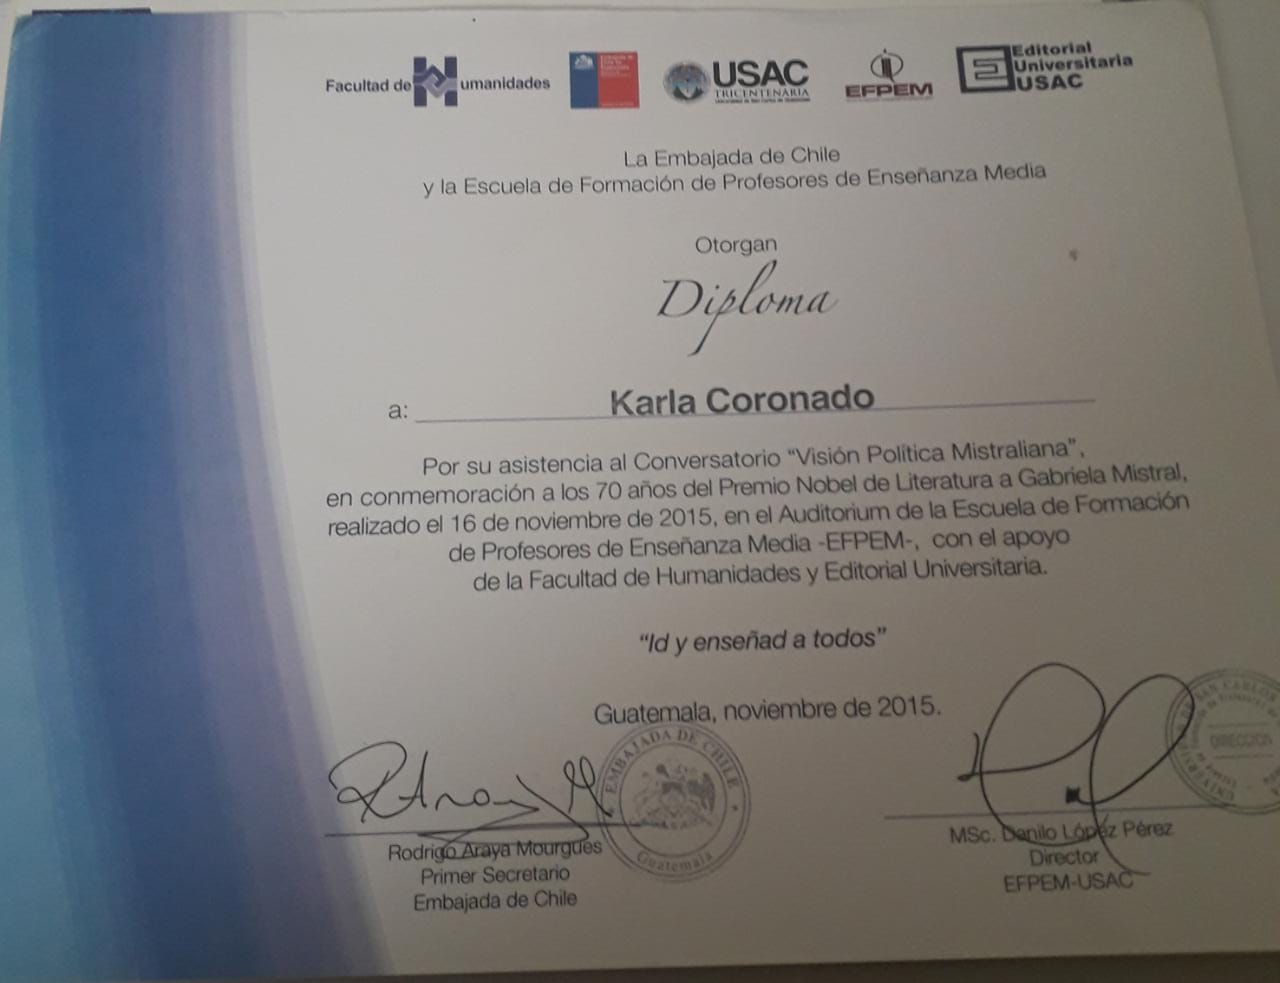 Facultad de Humanidades
USAC
TRICENTENARIA
EFPEM
Editorial
Universitaria
USAC
La Embajada de Chile
y la Escuela de Formación de Profesores de Enseñanza Media
Otorgan
Diploma
a: Karla Coronado
Por su asistencia al Conversatorio “Visión Política Mistraliana”,
en conmemoración a los 70 años del Premio Nobel de Literatura a Gabriela Mistral,
realizado el 16 de noviembre de 2015, en el Auditorium de la Escuela de Formación
de Profesores de Enseñanza Media -EFPEM-, con el apoyo
de la Facultad de Humanidades y Editorial Universitaria.
“Id y enseñad a todos”
Guatemala, noviembre de 2015.
EMBAJADA DE CHILE
Guatemala
DIRECCION
Rodrigo Araya Mourgues
Primer Secretario
Embajada de Chile
MSc. Danilo López Pérez
Director
EFPEM-USAC